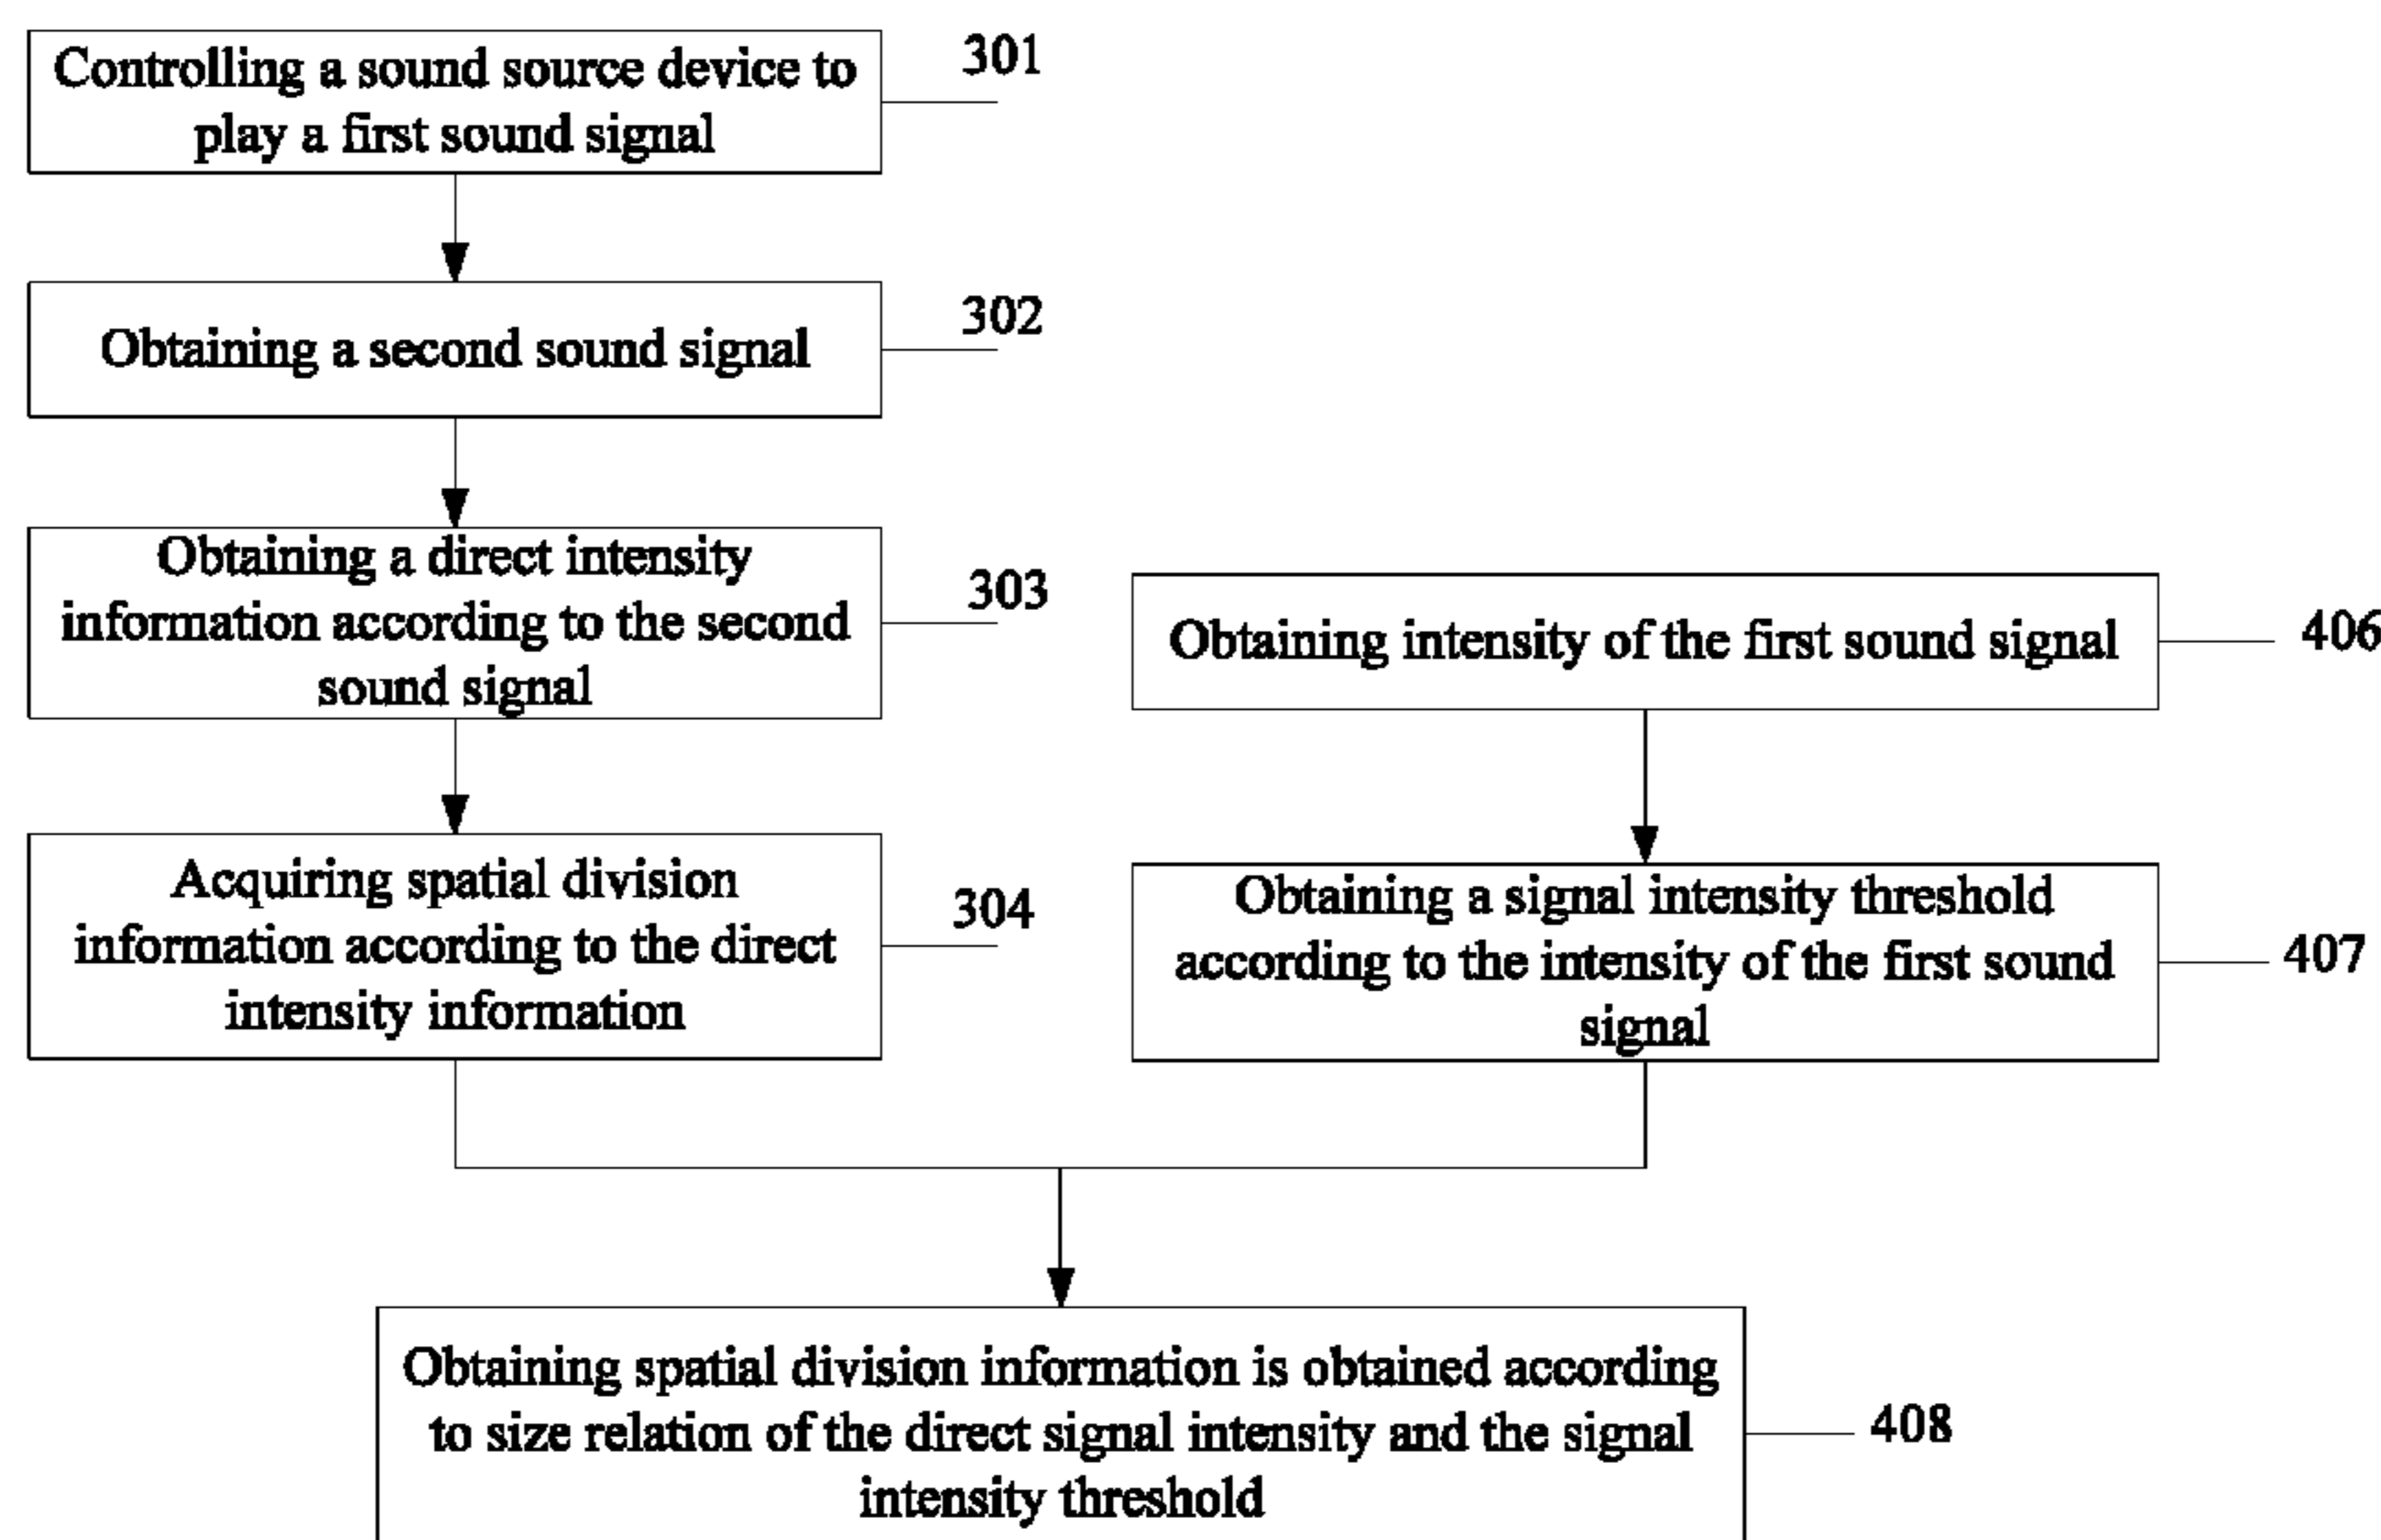 Controlling a sound source device to
play a first sound signal
301
Obtaining a second sound signal
302
Obtaining a direct intensity
information according to the second
sound signal
303
Acquiring spatial division
information according to the direct
intensity information
304
Obtaining intensity of the first sound signal
406
Obtaining a signal intensity threshold
according to the intensity of the first sound
signal
407
Obtaining spatial division information is obtained according
to size relation of the direct signal intensity and the signal
intensity threshold
408